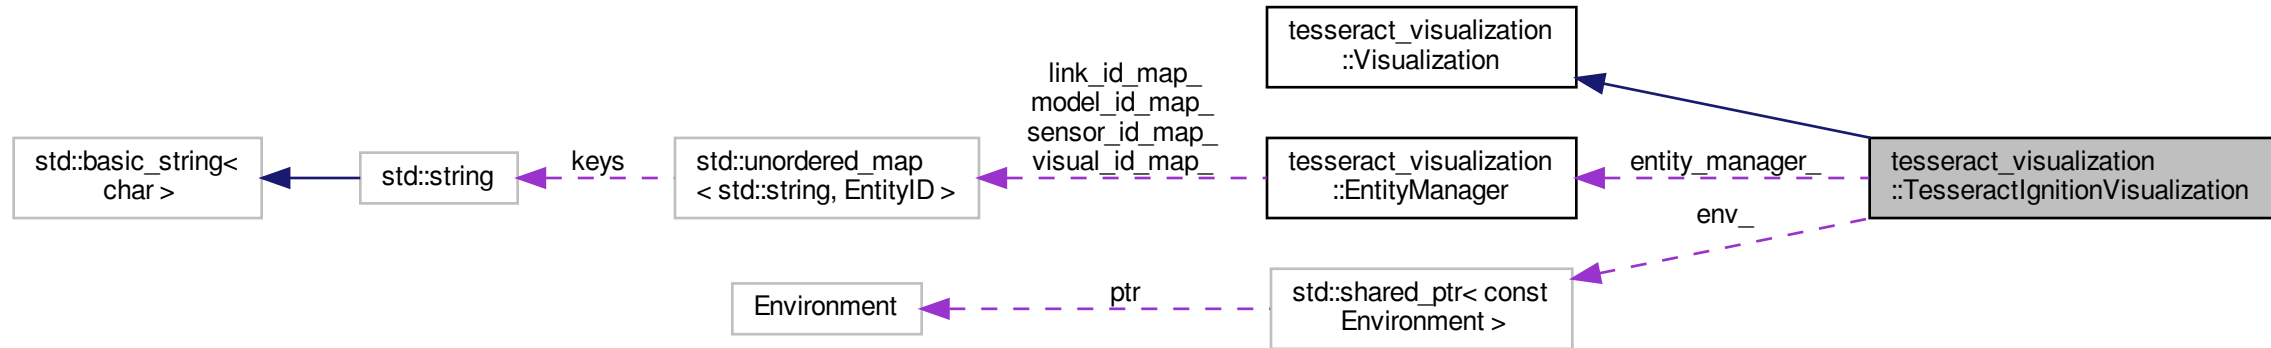 tesseract_visualization
::Visualization
link_id_map_
model_id_map_
sensor_id_map_
visual_id_map_
std::basic_string<
char >
std::string
keys
std::unordered_map
< std::string, EntityID >
tesseract_visualization
::EntityManager
entity_manager_
tesseract_visualization
::TesseractIgnitionVisualization
env_
Environment
ptr
std::shared_ptr< const
Environment >